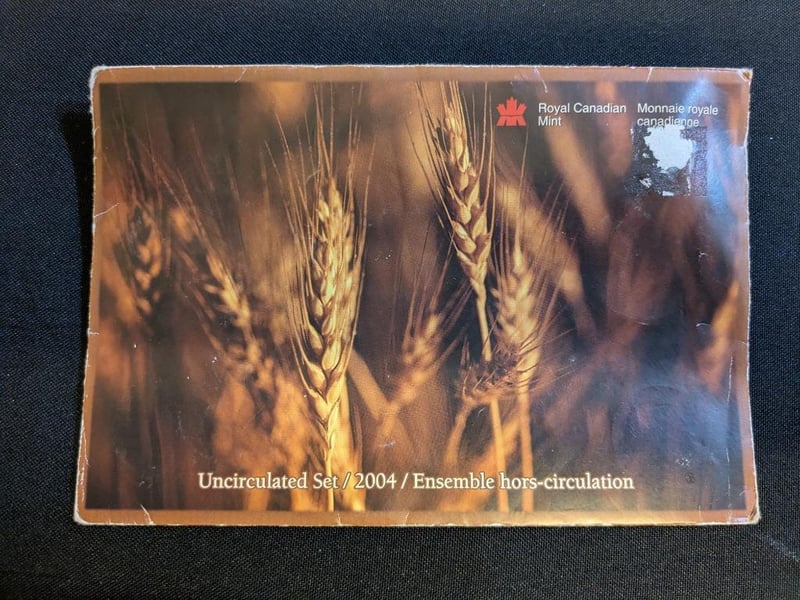 Royal Canadian Mint
Monnaie royale canadienne
Uncirculated Set / 2004 / Ensemble hors-circulation